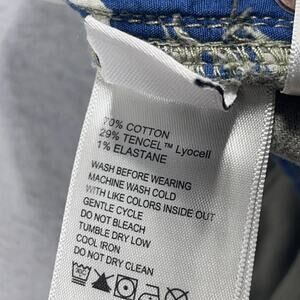 70% COTTON
29% TENCEL™ Lyocell
1% ELASTANE
WASH BEFORE WEARING
MACHINE WASH COLD
WITH LIKE COLORS INSIDE OUT
GENTLE CYCLE
DO NOT BLEACH
TUMBLE DRY LOW
COOL IRON
DO NOT DRY CLEAN